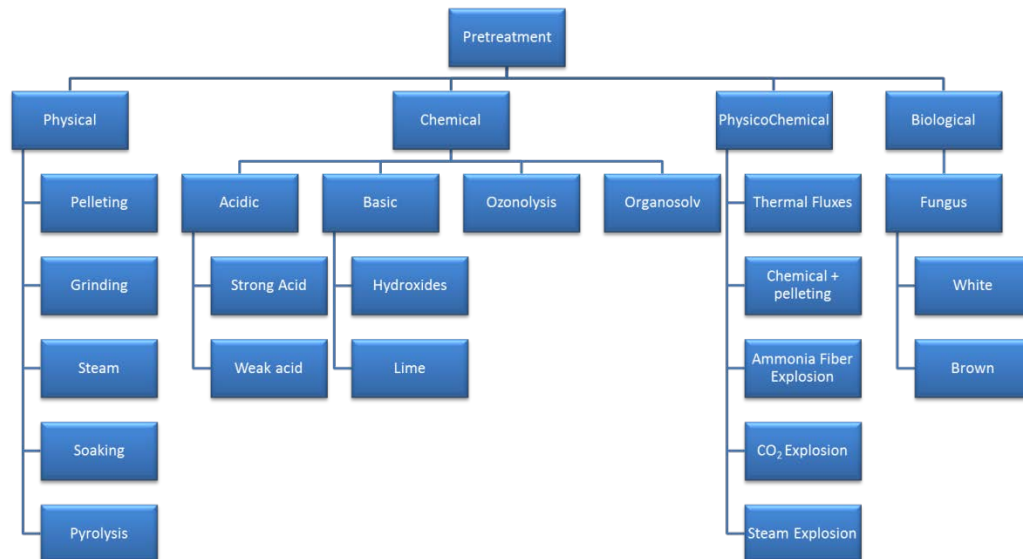 Pretreatment
Physical
Chemical
PhysicoChemical
Biological
Pelleting
Acidic
Basic
Ozonolysis
Organosolv
Thermal Fluxes
Fungus
Grinding
Strong Acid
Hydroxides
Chemical +
pelleting
White
Steam
Weak acid
Lime
Ammonia Fiber
Explosion
Brown
Soaking
CO₂ Explosion
Pyrolysis
Steam Explosion